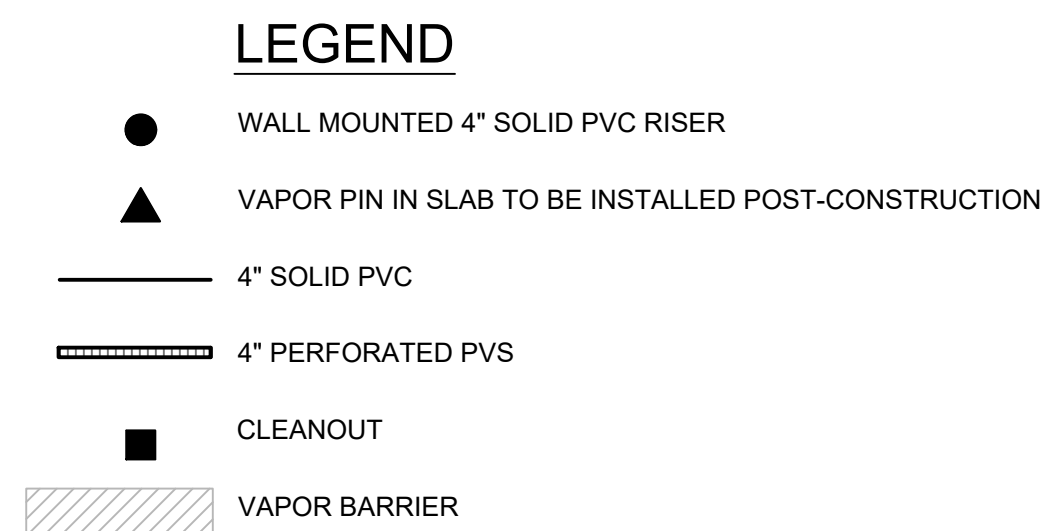 LEGEND
WALL MOUNTED 4" SOLID PVC RISER
VAPOR PIN IN SLAB TO BE INSTALLED POST-CONSTRUCTION
4" SOLID PVC
4" PERFORATED PVS
CLEANOUT
VAPOR BARRIER